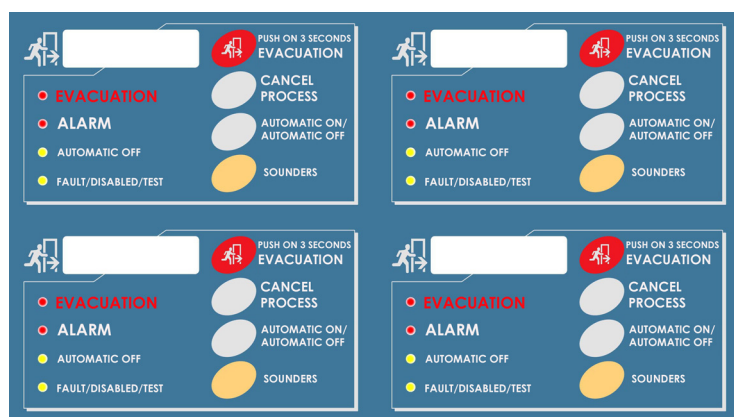 PUSH ON 3 SECONDS
EVACUATION
CANCEL
PROCESS
EVACUATION
ALARM
AUTOMATIC ON/
AUTOMATIC OFF
AUTOMATIC OFF
SOUNDERS
FAULT/DISABLED/TEST
PUSH ON 3 SECONDS
EVACUATION
CANCEL
PROCESS
EVACUATION
ALARM
AUTOMATIC ON/
AUTOMATIC OFF
AUTOMATIC OFF
SOUNDERS
FAULT/DISABLED/TEST
PUSH ON 3 SECONDS
EVACUATION
CANCEL
PROCESS
EVACUATION
ALARM
AUTOMATIC ON/
AUTOMATIC OFF
AUTOMATIC OFF
SOUNDERS
FAULT/DISABLED/TEST
PUSH ON 3 SECONDS
EVACUATION
CANCEL
PROCESS
EVACUATION
ALARM
AUTOMATIC ON/
AUTOMATIC OFF
AUTOMATIC OFF
SOUNDERS
FAULT/DISABLED/TEST